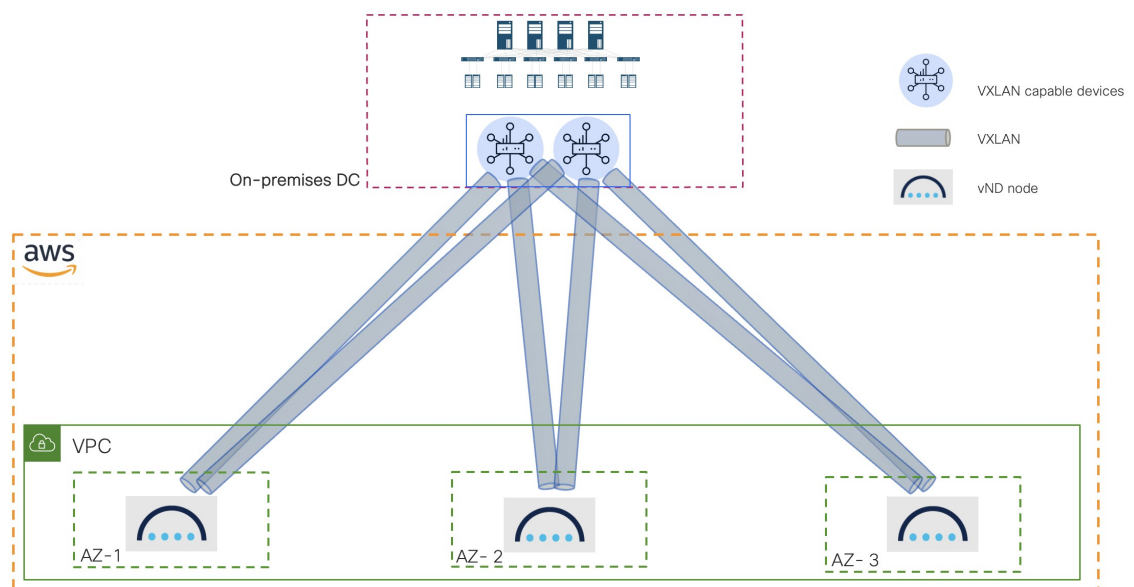 VXLAN capable devices
VXLAN
On-premises DC
vND node
aws
VPC
AZ-1
AZ- 2
AZ- 3